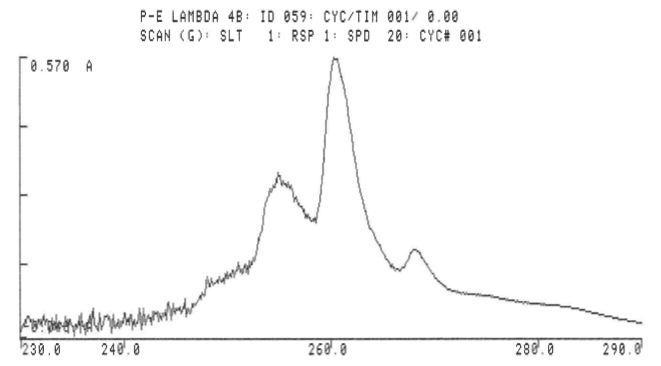 P-E LAMBDA 4B: ID 059: CYC/TIM 001/ 0.00
SCAN (G): SLT 1: RSP 1: SPD 20: CYC# 001
0.570 A
230.0 240.0 260.0 280.0 290.0